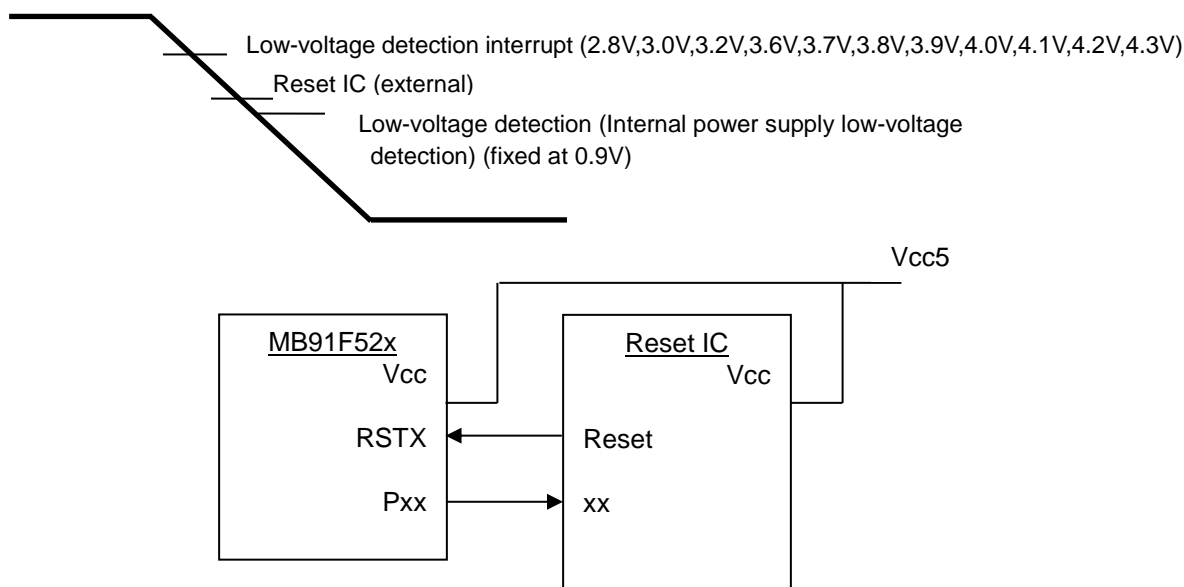 Low-voltage detection interrupt (2.8V,3.0V,3.2V,3.6V,3.7V,3.8V,3.9V,4.0V,4.1V,4.2V,4.3V)
Reset IC (external)
Low-voltage detection (Internal power supply low-voltage
detection) (fixed at 0.9V)
Vcc5
MB91F52x
Vcc
RSTX
Pxx
Reset IC
Vcc
Reset
xx